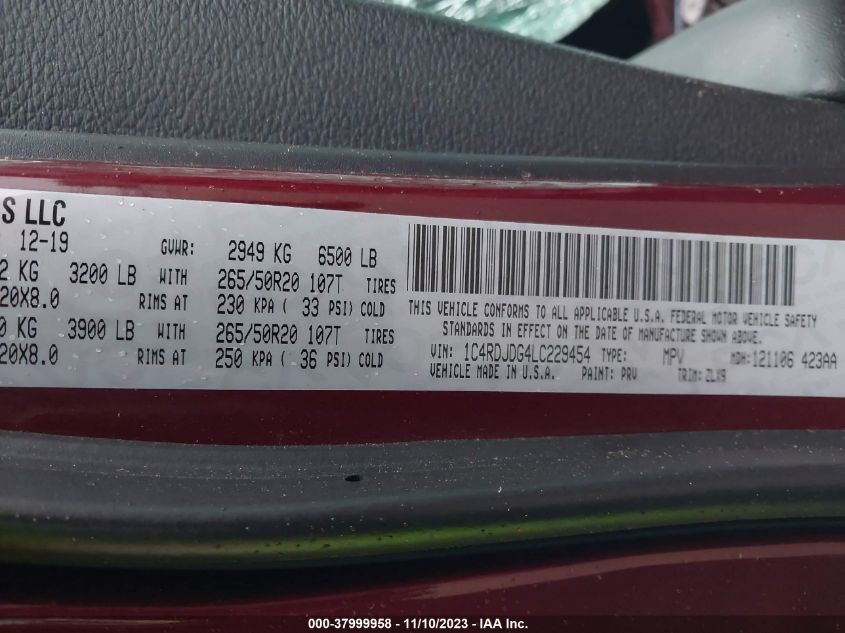 S LLC
12-19 GVWR: 2949 KG 6500 LB
2 KG 3200 LB WITH 265/50R20 107T TIRES
20X8.0 RIMS AT 230 KPA ( 33 PSI) COLD
0 KG 3900 LB WITH 265/50R20 107T TIRES
20X8.0 RIMS AT 250 KPA ( 36 PSI) COLD
THIS VEHICLE CONFORMS TO ALL APPLICABLE U.S.A. FEDERAL MOTOR VEHICLE SAFETY
STANDARDS IN EFFECT ON THE DATE OF MANUFACTURE SHOWN ABOVE.
VIN: 1C4RDJDG4LC229454 TYPE: MPV MDH:121106 423AA
VEHICLE MADE IN U.S.A. PAINT: PRV TRIM: ZLX9
000-37999958 - 11/10/2023 - IAA Inc.